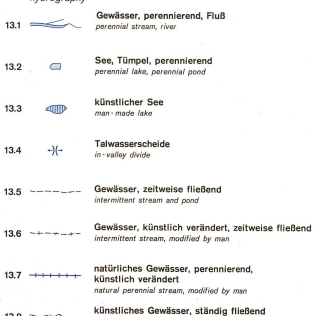 hydrography
13.1 Gewässer, perennierend, Fluß
perennial stream, river
13.2 See, Tümpel, perennierend
perennial lake, perennial pond
13.3 künstlicher See
man-made lake
13.4 Talwasserscheide
in-valley divide
13.5 Gewässer, zeitweise fließend
intermittent stream and pond
13.6 Gewässer, künstlich verändert, zeitweise fließend
intermittent stream, modified by man
13.7 natürliches Gewässer, perennierend,
künstlich verändert
natural perennial stream, modified by man
13.8 künstliches Gewässer, ständig fließend